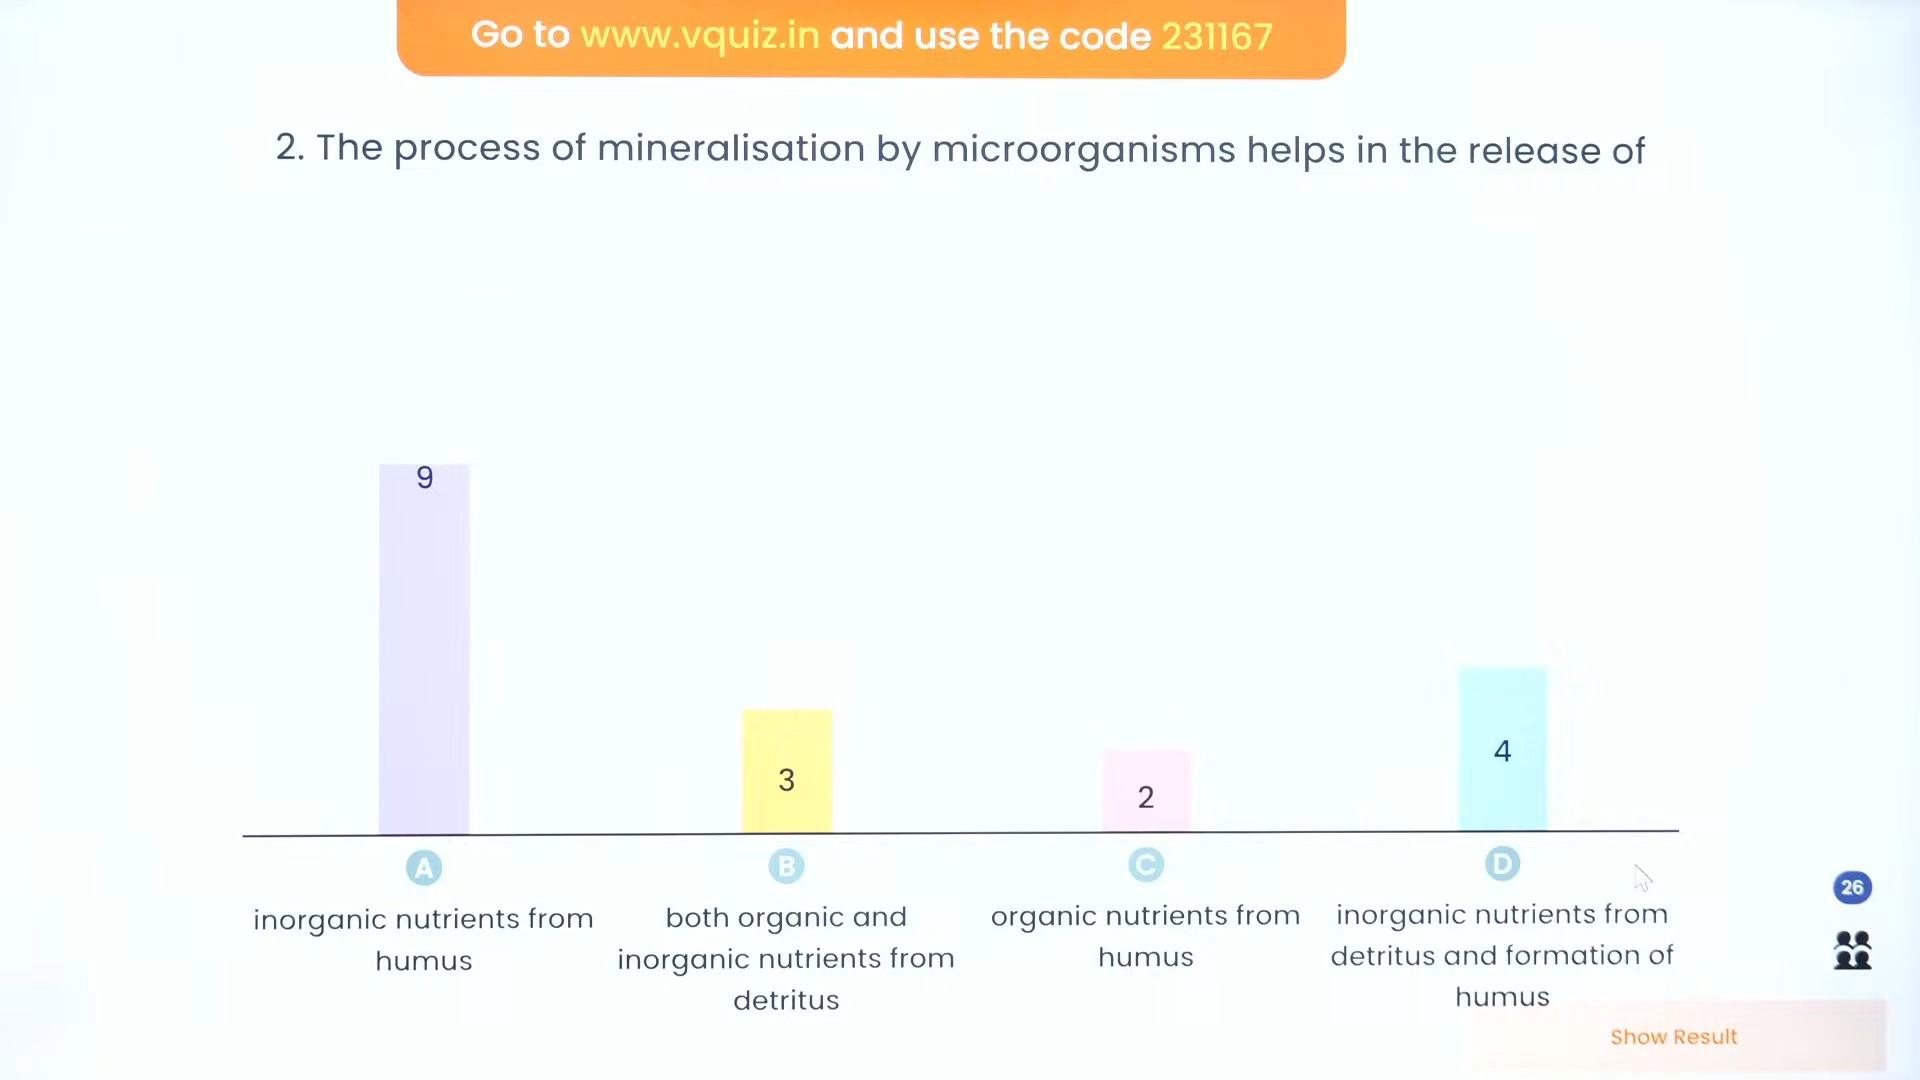 Go to www.vquiz.in and use the code 231167
2. The process of mineralisation by microorganisms helps in the release of
9
3
2
4
A
B
C
D
inorganic nutrients from
humus
both organic and
inorganic nutrients from
detritus
organic nutrients from
humus
inorganic nutrients from
detritus and formation of
humus
26
Show Result